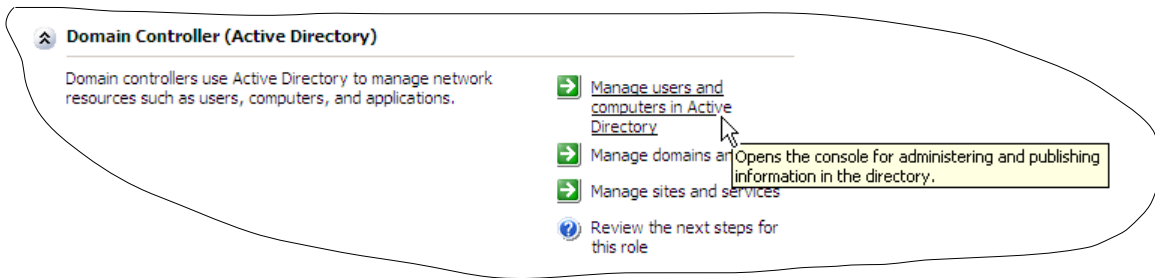 Domain Controller (Active Directory)
Domain controllers use Active Directory to manage network
resources such as users, computers, and applications.
Manage users and
computers in Active
Directory
Manage domains an
Opens the console for administering and publishing
information in the directory.
Manage sites and services
Review the next steps for
this role